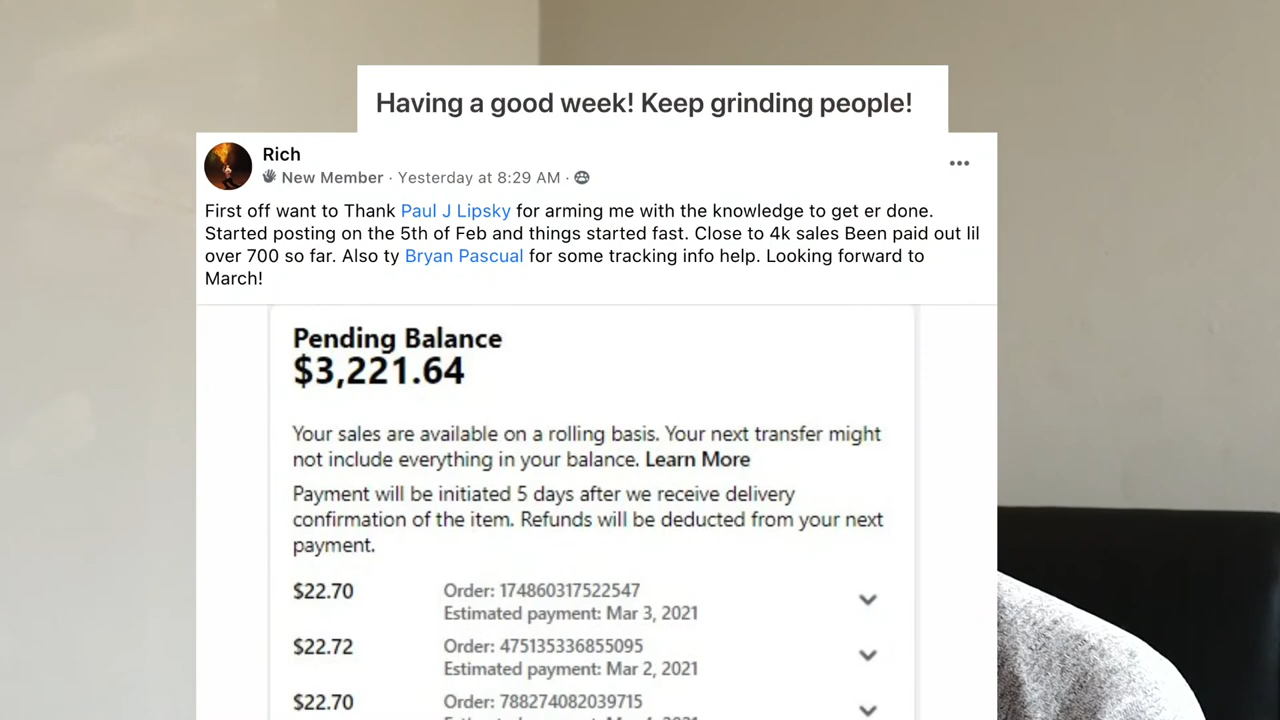 Having a good week! Keep grinding people!
Rich
New Member · Yesterday at 8:29 AM ·
First off want to Thank Paul J Lipsky for arming me with the knowledge to get er done.
Started posting on the 5th of Feb and things started fast. Close to 4k sales Been paid out lil
over 700 so far. Also ty Bryan Pascual for some tracking info help. Looking forward to
March!
Pending Balance
$3,221.64
Your sales are available on a rolling basis. Your next transfer might
not include everything in your balance. Learn More
Payment will be initiated 5 days after we receive delivery
confirmation of the item. Refunds will be deducted from your next
payment.
$22.70 Order: 174860317522547
Estimated payment: Mar 3, 2021
$22.72 Order: 475135336855095
Estimated payment: Mar 2, 2021
$22.70 Order: 788274082039715